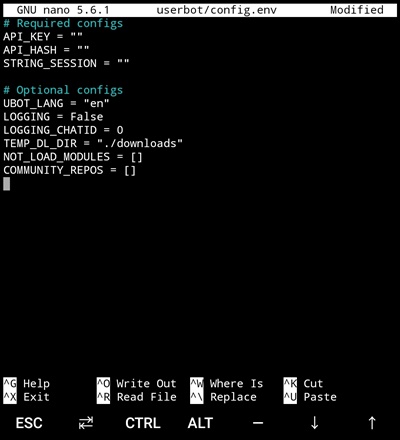 GNU nano 5.6.1 userbot/config.env Modified
# Required configs
API_KEY = ""
API_HASH = ""
STRING_SESSION = ""
# Optional configs
UBOT_LANG = "en"
LOGGING = False
LOGGING_CHATID = 0
TEMP_DL_DIR = "./downloads"
NOT_LOAD_MODULES = []
COMMUNITY_REPOS = []
^G Help ^O Write Out ^W Where Is ^K Cut
^X Exit ^R Read File ^\ Replace ^U Paste
ESC ⇄ CTRL ALT — ↓ ↑